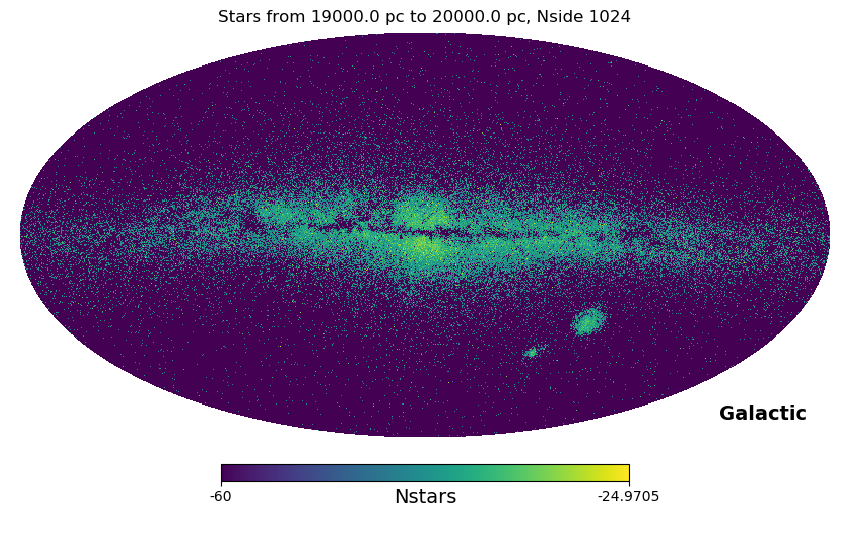 Stars from 19000.0 pc to 20000.0 pc, Nside 1024
Galactic
-60
Nstars
-24.9705